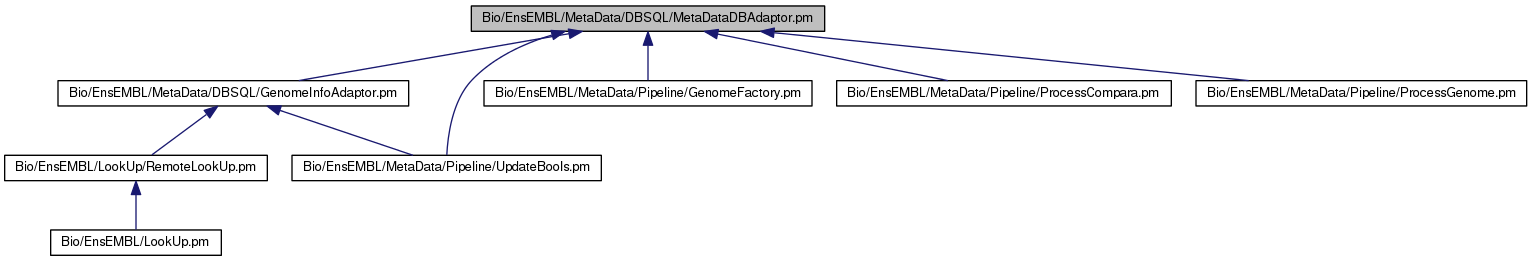 Bio/EnsEMBL/MetaData/DBSQL/MetaDataDBAdaptor.pm
Bio/EnsEMBL/MetaData/DBSQL/GenomeInfoAdaptor.pm
Bio/EnsEMBL/MetaData/Pipeline/GenomeFactory.pm
Bio/EnsEMBL/MetaData/Pipeline/ProcessCompara.pm
Bio/EnsEMBL/MetaData/Pipeline/ProcessGenome.pm
Bio/EnsEMBL/LookUp/RemoteLookUp.pm
Bio/EnsEMBL/MetaData/Pipeline/UpdateBools.pm
Bio/EnsEMBL/LookUp.pm